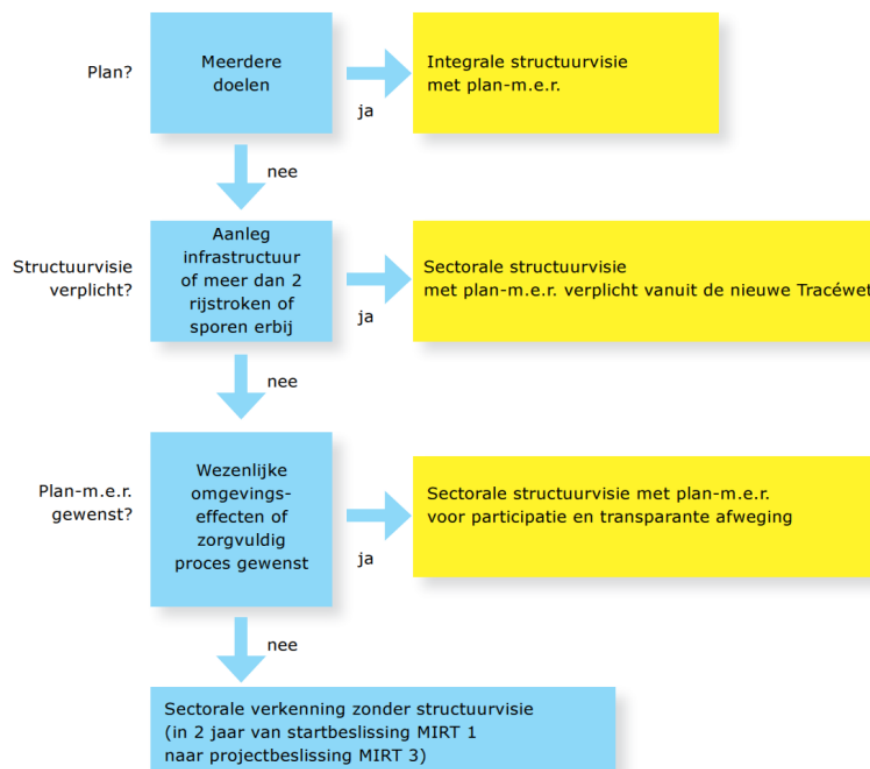 Plan?
Meerdere
doelen
ja
Integrale structuurvisie
met plan-m.e.r.
nee
Structuurvisie
verplicht?
Aanleg
infrastructuur
of meer dan 2
rijstroken of
sporen erbij
ja
Sectorale structuurvisie
met plan-m.e.r. verplicht vanuit de nieuwe Tracéwet
nee
Plan-m.e.r.
gewenst?
Wezenlijke
omgevings-
effecten of
zorgvuldig
proces gewenst
ja
Sectorale structuurvisie met plan-m.e.r.
voor participatie en transparante afweging
nee
Sectorale verkenning zonder structuurvisie
(in 2 jaar van startbeslissing MIRT 1
naar projectbeslissing MIRT 3)